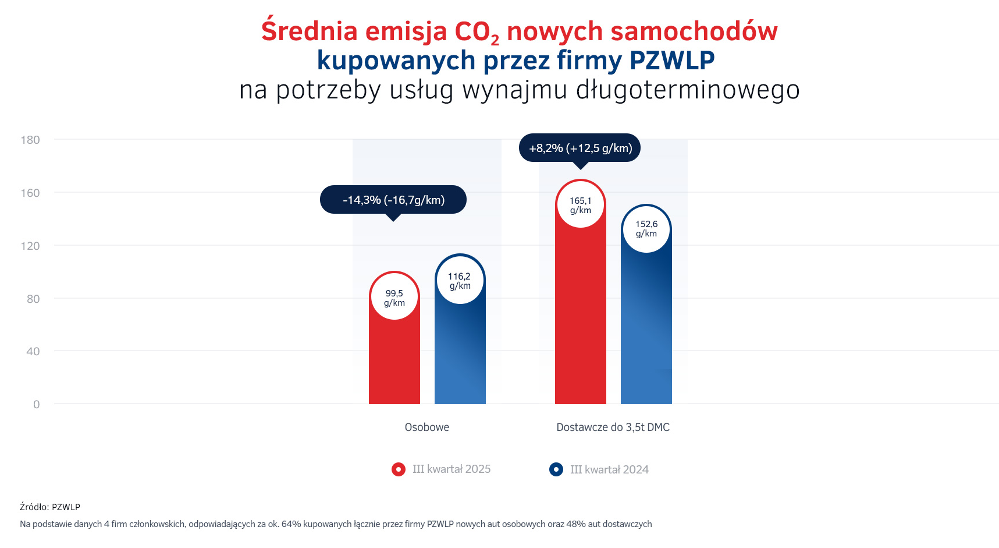 Średnia emisja CO₂ nowych samochodów
kupowanych przez firmy PZWLP
na potrzeby usług wynajmu długoterminowego
180
160
120
80
40
0
+8,2% (+12,5 g/km)
-14,3% (-16,7g/km)
165,1
g/km
152,6
g/km
116,2
g/km
99,5
g/km
Osobowe
Dostawcze do 3,5t DMC
III kwartał 2025
III kwartał 2024
Źródło: PZWLP
Na podstawie danych 4 firm członkowskich, odpowiadających za ok. 64% kupowanych łącznie przez firmy PZWLP nowych aut osobowych oraz 48% aut dostawczych